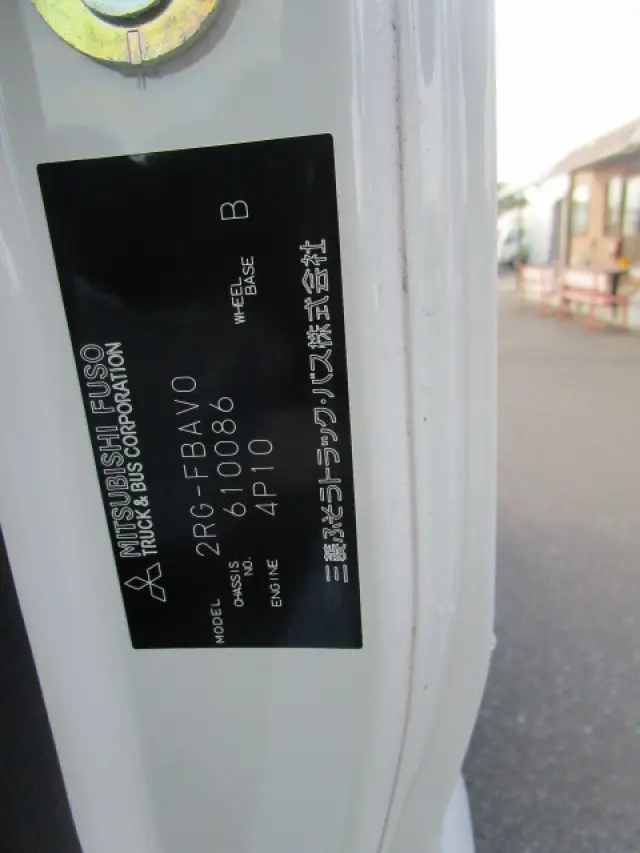 MITSUBISHI FUSO
TRUCK & BUS CORPORATION
MODEL 2RG-FBAV0
CHASSIS NO. 610086
ENGINE 4P10
WHEEL BASE B
三菱ふそうトラック・バス株式会社